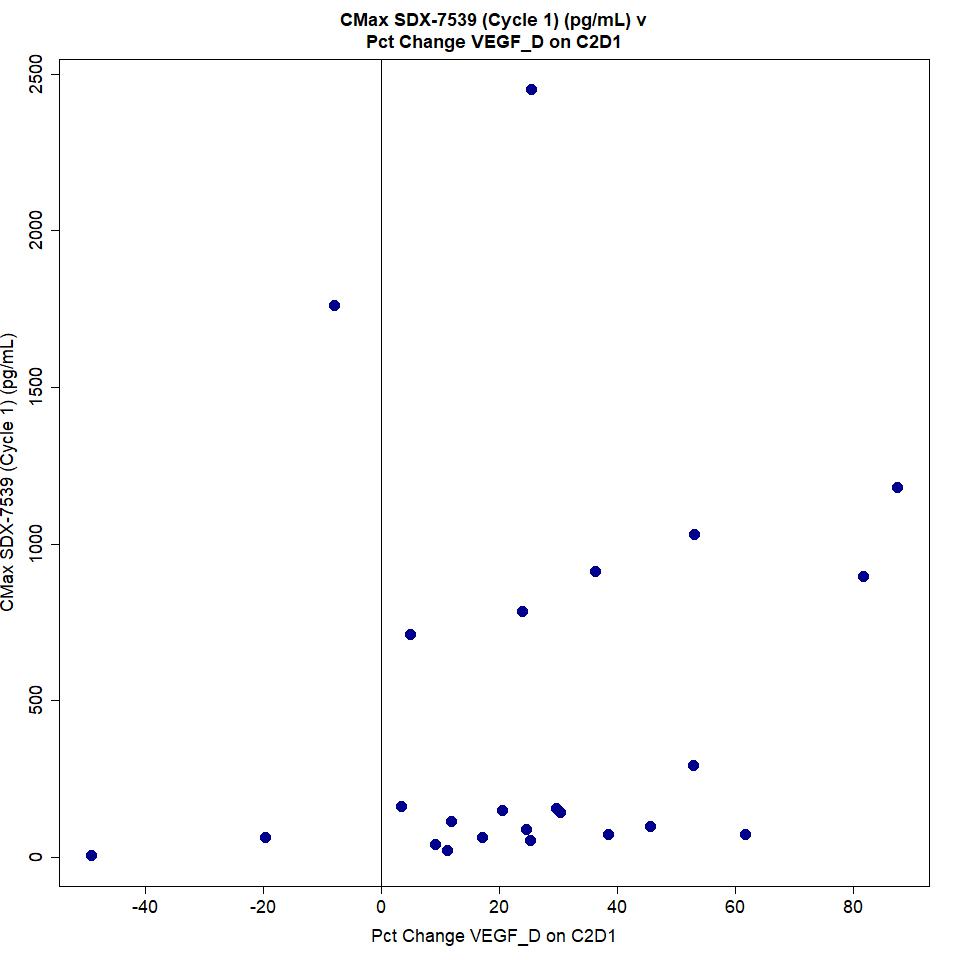 CMax SDX-7539 (Cycle 1) (pg/mL) v
Pct Change VEGF_D on C2D1
CMax SDX-7539 (Cycle 1) (pg/mL)
2500
2000
1500
1000
500
0
-40 -20 0 20 40 60 80
Pct Change VEGF_D on C2D1